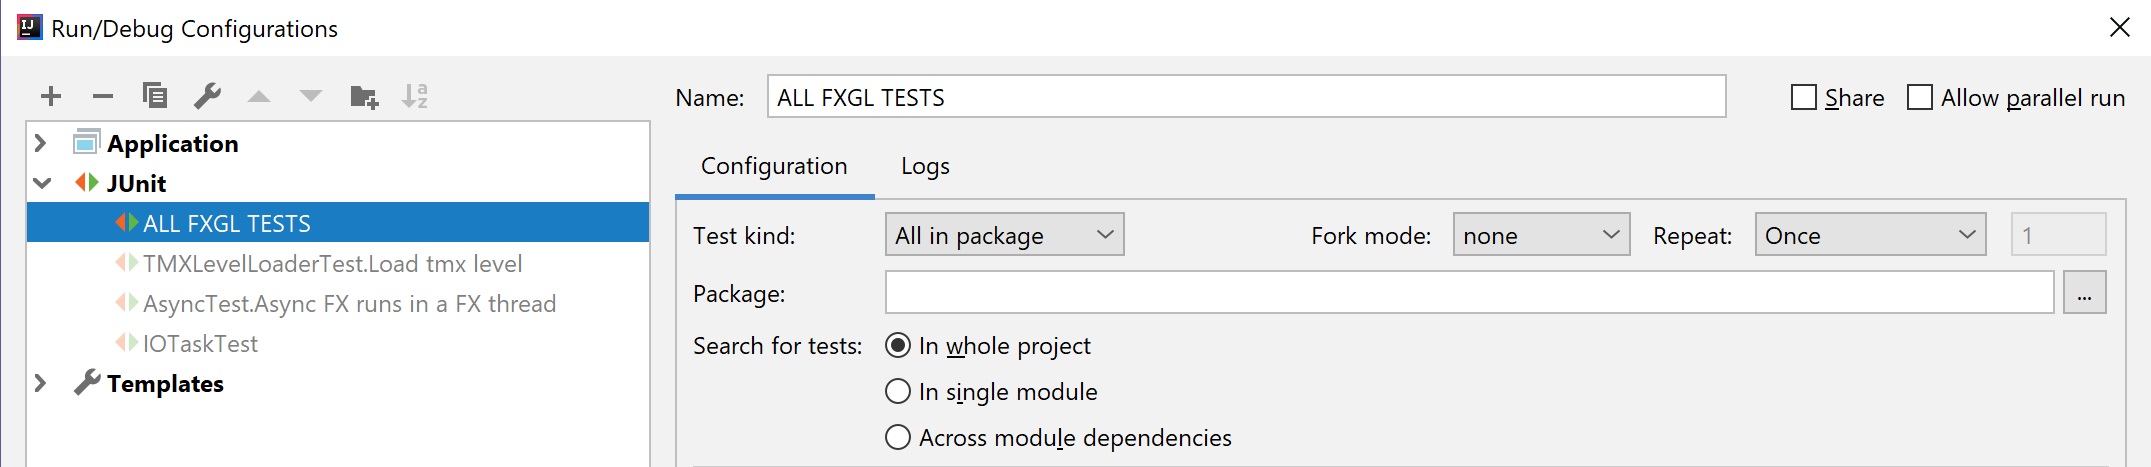 IJ Run/Debug Configurations
Name: ALL FXGL TESTS Share Allow parallel run
Application
JUnit
ALL FXGL TESTS
TMXLevelLoaderTest.Load tmx level
AsyncTest.Async FX runs in a FX thread
IOTaskTest
Templates
Configuration Logs
Test kind: All in package Fork mode: none Repeat: Once 1
Package: ...
Search for tests: In whole project
In single module
Across module dependencies